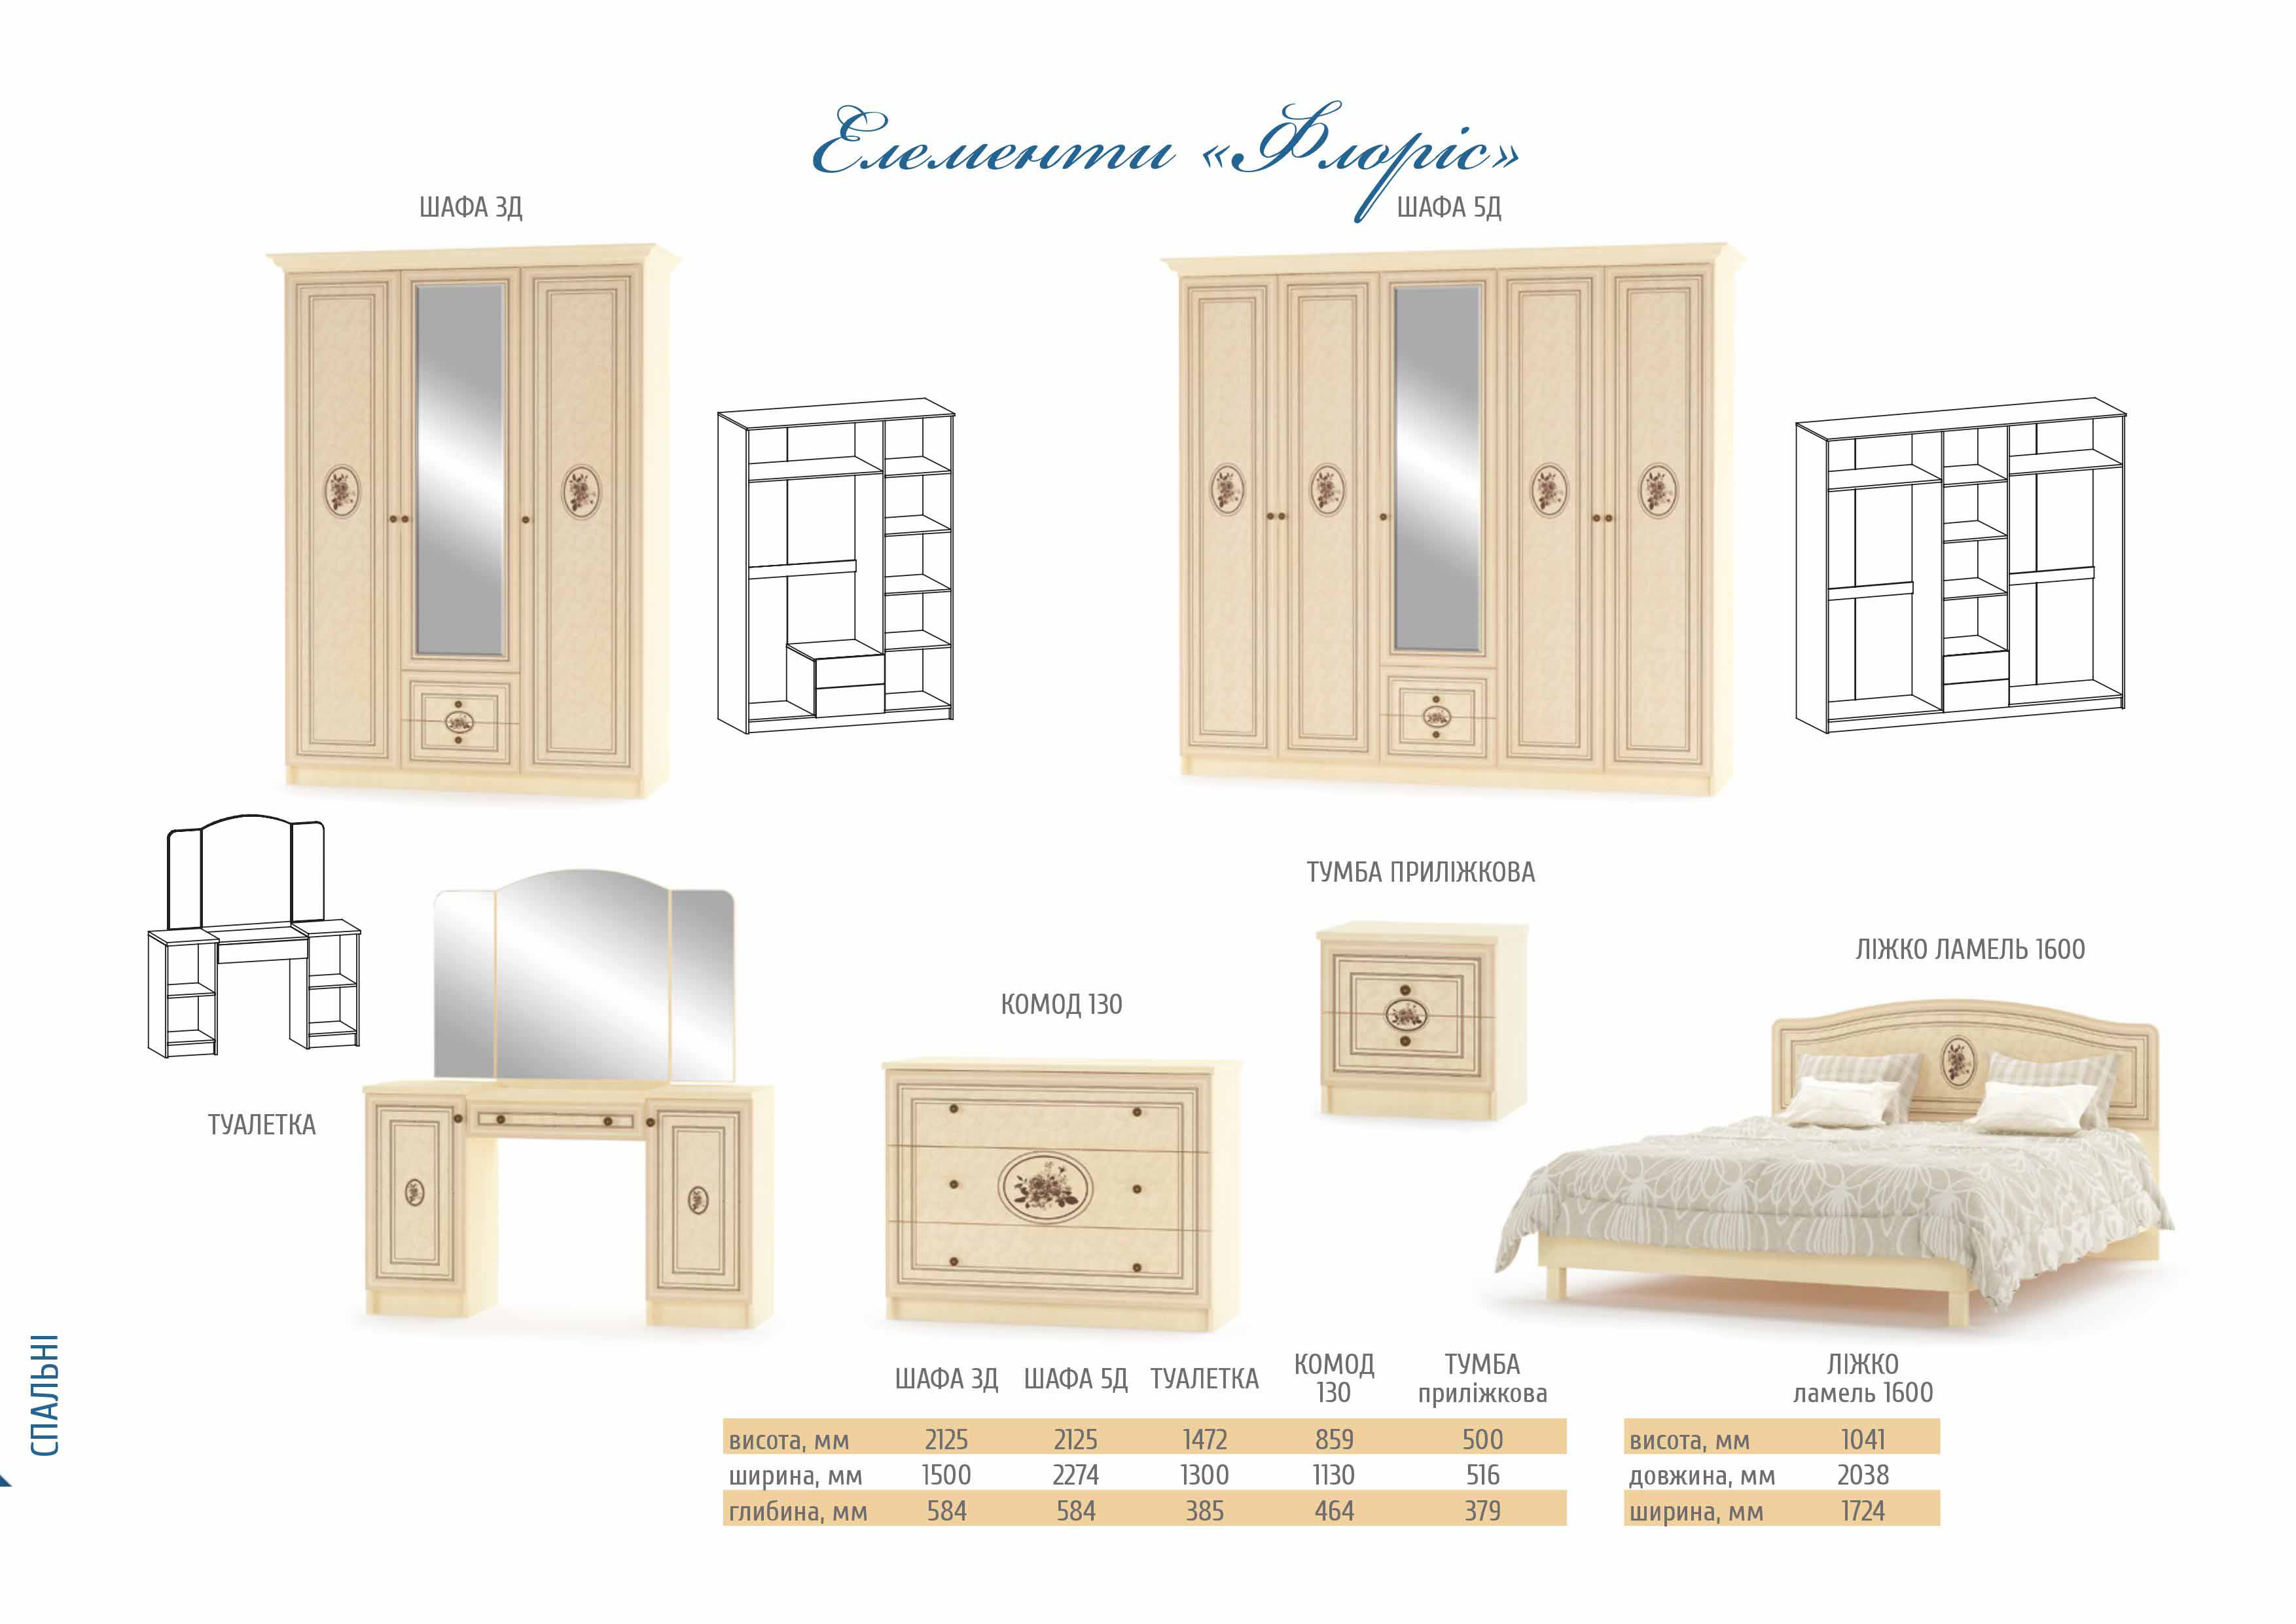 Елементи «Флоріс»
ШАФА 3Д
ШАФА 5Д
ТУМБА ПРИЛІЖКОВА
ЛІЖКО ЛАМЕЛЬ 1600
КОМОД 130
ТУАЛЕТКА
СПАЛЬНІ
ШАФА 3Д ШАФА 5Д ТУАЛЕТКА КОМОД 130 ТУМБА приліжкова
висота, мм 2125 2125 1472 859 500
ширина, мм 1500 2274 1300 1130 516
глибина, мм 584 584 385 464 379
ЛІЖКО
ламель 1600
висота, мм 1041
довжина, мм 2038
ширина, мм 1724